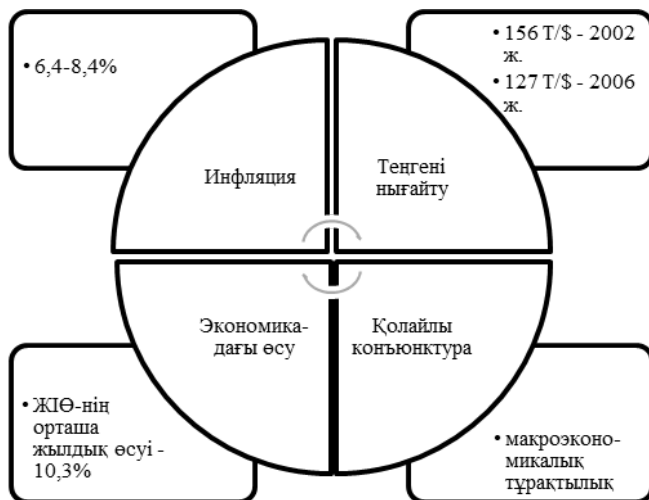 • 6,4-8,4%
• 156 Т/$ - 2002
ж.
• 127 Т/$ - 2006
ж.
Инфляция
Теңгені
нығайту
Экономика-
дағы өсу
Қолайлы
конъюнктура
• ЖІӨ-нің
орташа
жылдық өсуі -
10,3%
• макроэконо-
микалық
тұрақтылық